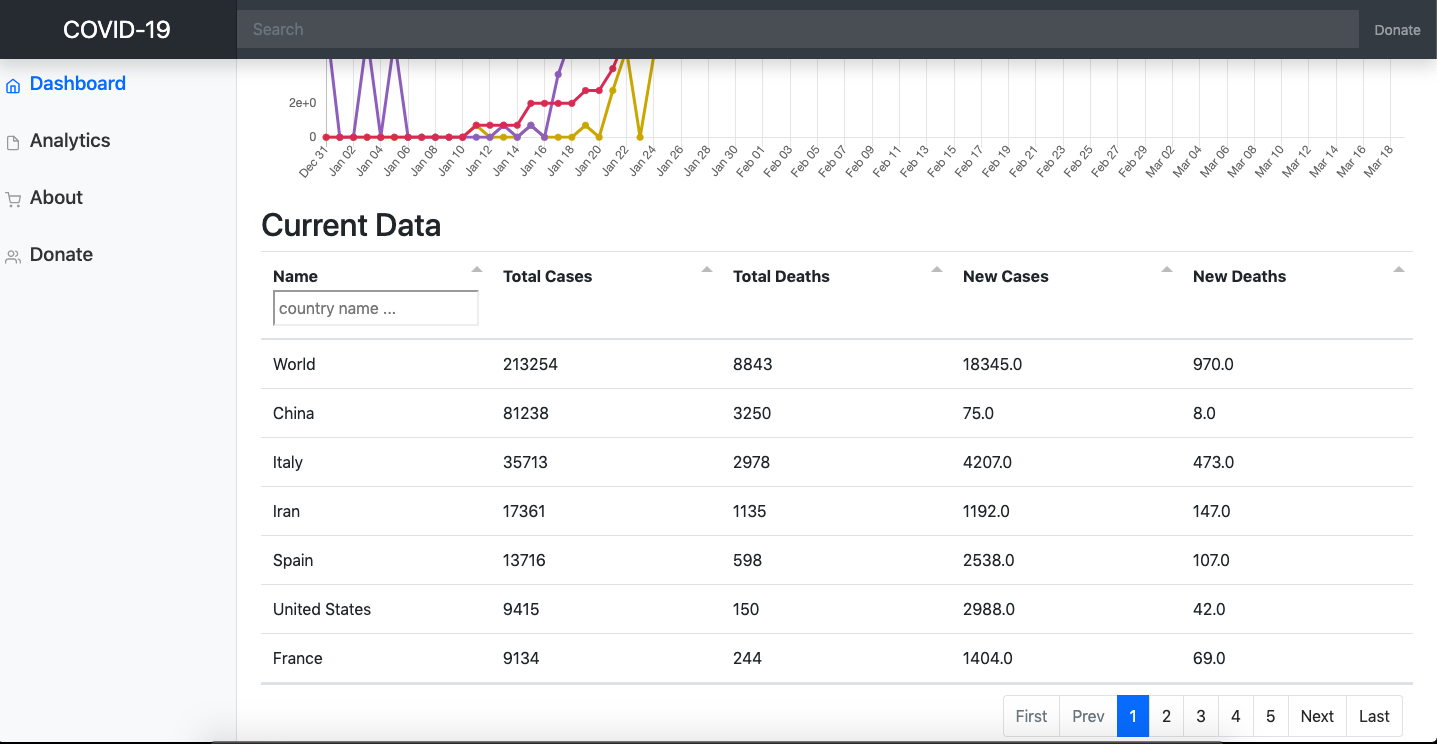 COVID-19 Search Donate
Dashboard
Analytics
About
Donate
2e+0
0
Dec 31 Jan 02 Jan 04 Jan 06 Jan 08 Jan 10 Jan 12 Jan 14 Jan 16 Jan 18 Jan 20 Jan 22 Jan 24 Jan 26 Jan 28 Jan 30 Feb 01 Feb 03 Feb 05 Feb 07 Feb 09 Feb 11 Feb 13 Feb 15 Feb 17 Feb 19 Feb 21 Feb 23 Feb 25 Feb 27 Feb 29 Mar 02 Mar 04 Mar 06 Mar 08 Mar 10 Mar 12 Mar 14 Mar 16 Mar 18
Current Data
Name Total Cases Total Deaths New Cases New Deaths
country name ...
World 213254 8843 18345.0 970.0
China 81238 3250 75.0 8.0
Italy 35713 2978 4207.0 473.0
Iran 17361 1135 1192.0 147.0
Spain 13716 598 2538.0 107.0
United States 9415 150 2988.0 42.0
France 9134 244 1404.0 69.0
First Prev 1 2 3 4 5 Next Last